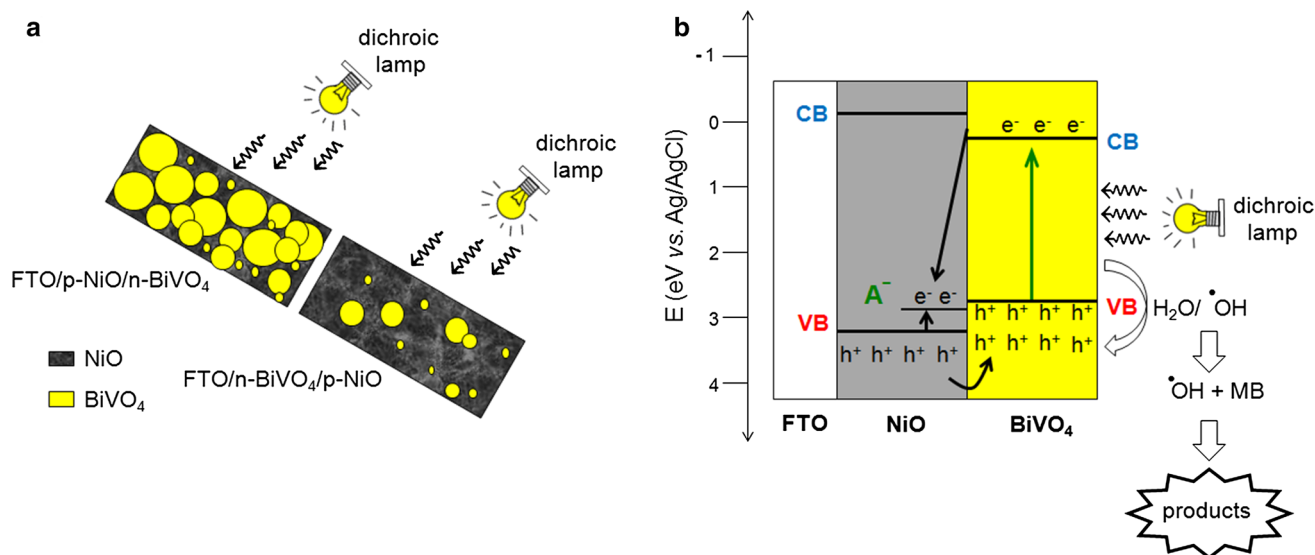 a
dichroic
lamp
dichroic
lamp
FTO/p-NiO/n-BiVO₄
FTO/n-BiVO₄/p-NiO
NiO
BiVO₄
b
E (eV vs. Ag/AgCl)
-1
0
1
2
3
4
CB
e⁻ e⁻ e⁻
CB
dichroic
lamp
A⁻
e⁻ e⁻
VB
h⁺ h⁺ h⁺ h⁺
h⁺ h⁺ h⁺ h⁺
h⁺ h⁺ h⁺ h⁺
VB
H₂O/ •OH
•OH + MB
products
FTO
NiO
BiVO₄